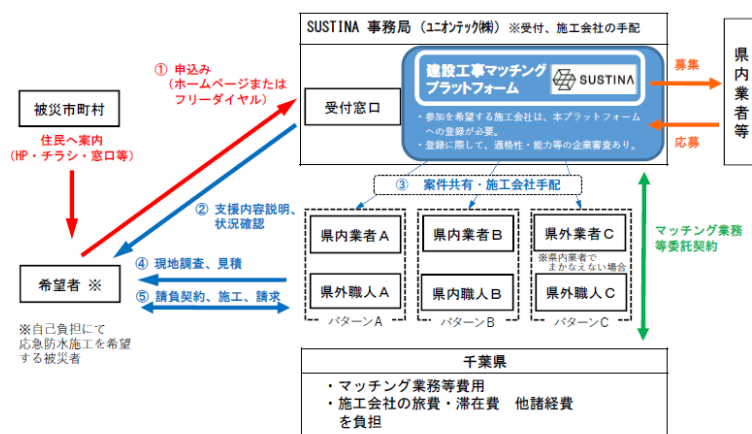 SUSTINA 事務局（ユニオンテック㈱）※受付、施工会社の手配
① 申込み
（ホームページまたは
フリーダイヤル）
被災市町村
住民へ案内
（HP・チラシ・窓口等）
受付窓口
建設工事マッチング
プラットフォーム
SUSTINA
・参加を希望する施工会社は、本プラットフォーム
への登録が必要。
・登録に際して、適格性・能力等の企業審査あり。
募集
応募
県内業者等
② 支援内容説明、
状況確認
③ 案件共有・施工会社手配
県内業者A
県外職人A
パターンA
県内業者B
県内職人B
パターンB
県外業者C
※県内業者で
まかなえない場合
県外職人C
パターンC
マッチング業務
等委託契約
④ 現地調査、見積
⑤ 請負契約、施工、請求
希望者 ※
※自己負担にて
応急防水施工を希望
する被災者
千葉県
・マッチング業務等費用
・施工会社の旅費・滞在費 他諸経費
を負担